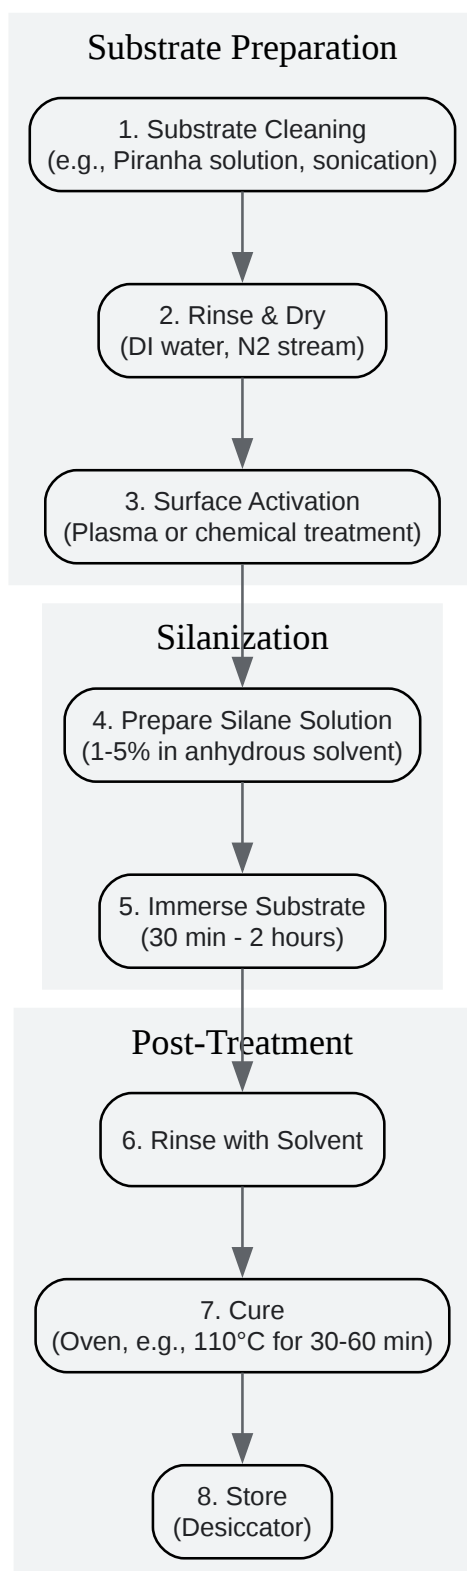 Substrate Preparation
1. Substrate Cleaning
(e.g., Piranha solution, sonication)
2. Rinse & Dry
(DI water, N2 stream)
3. Surface Activation
(Plasma or chemical treatment)
Silanization
4. Prepare Silane Solution
(1-5% in anhydrous solvent)
5. Immerse Substrate
(30 min - 2 hours)
Post-Treatment
6. Rinse with Solvent
7. Cure
(Oven, e.g., 110°C for 30-60 min)
8. Store
(Desiccator)